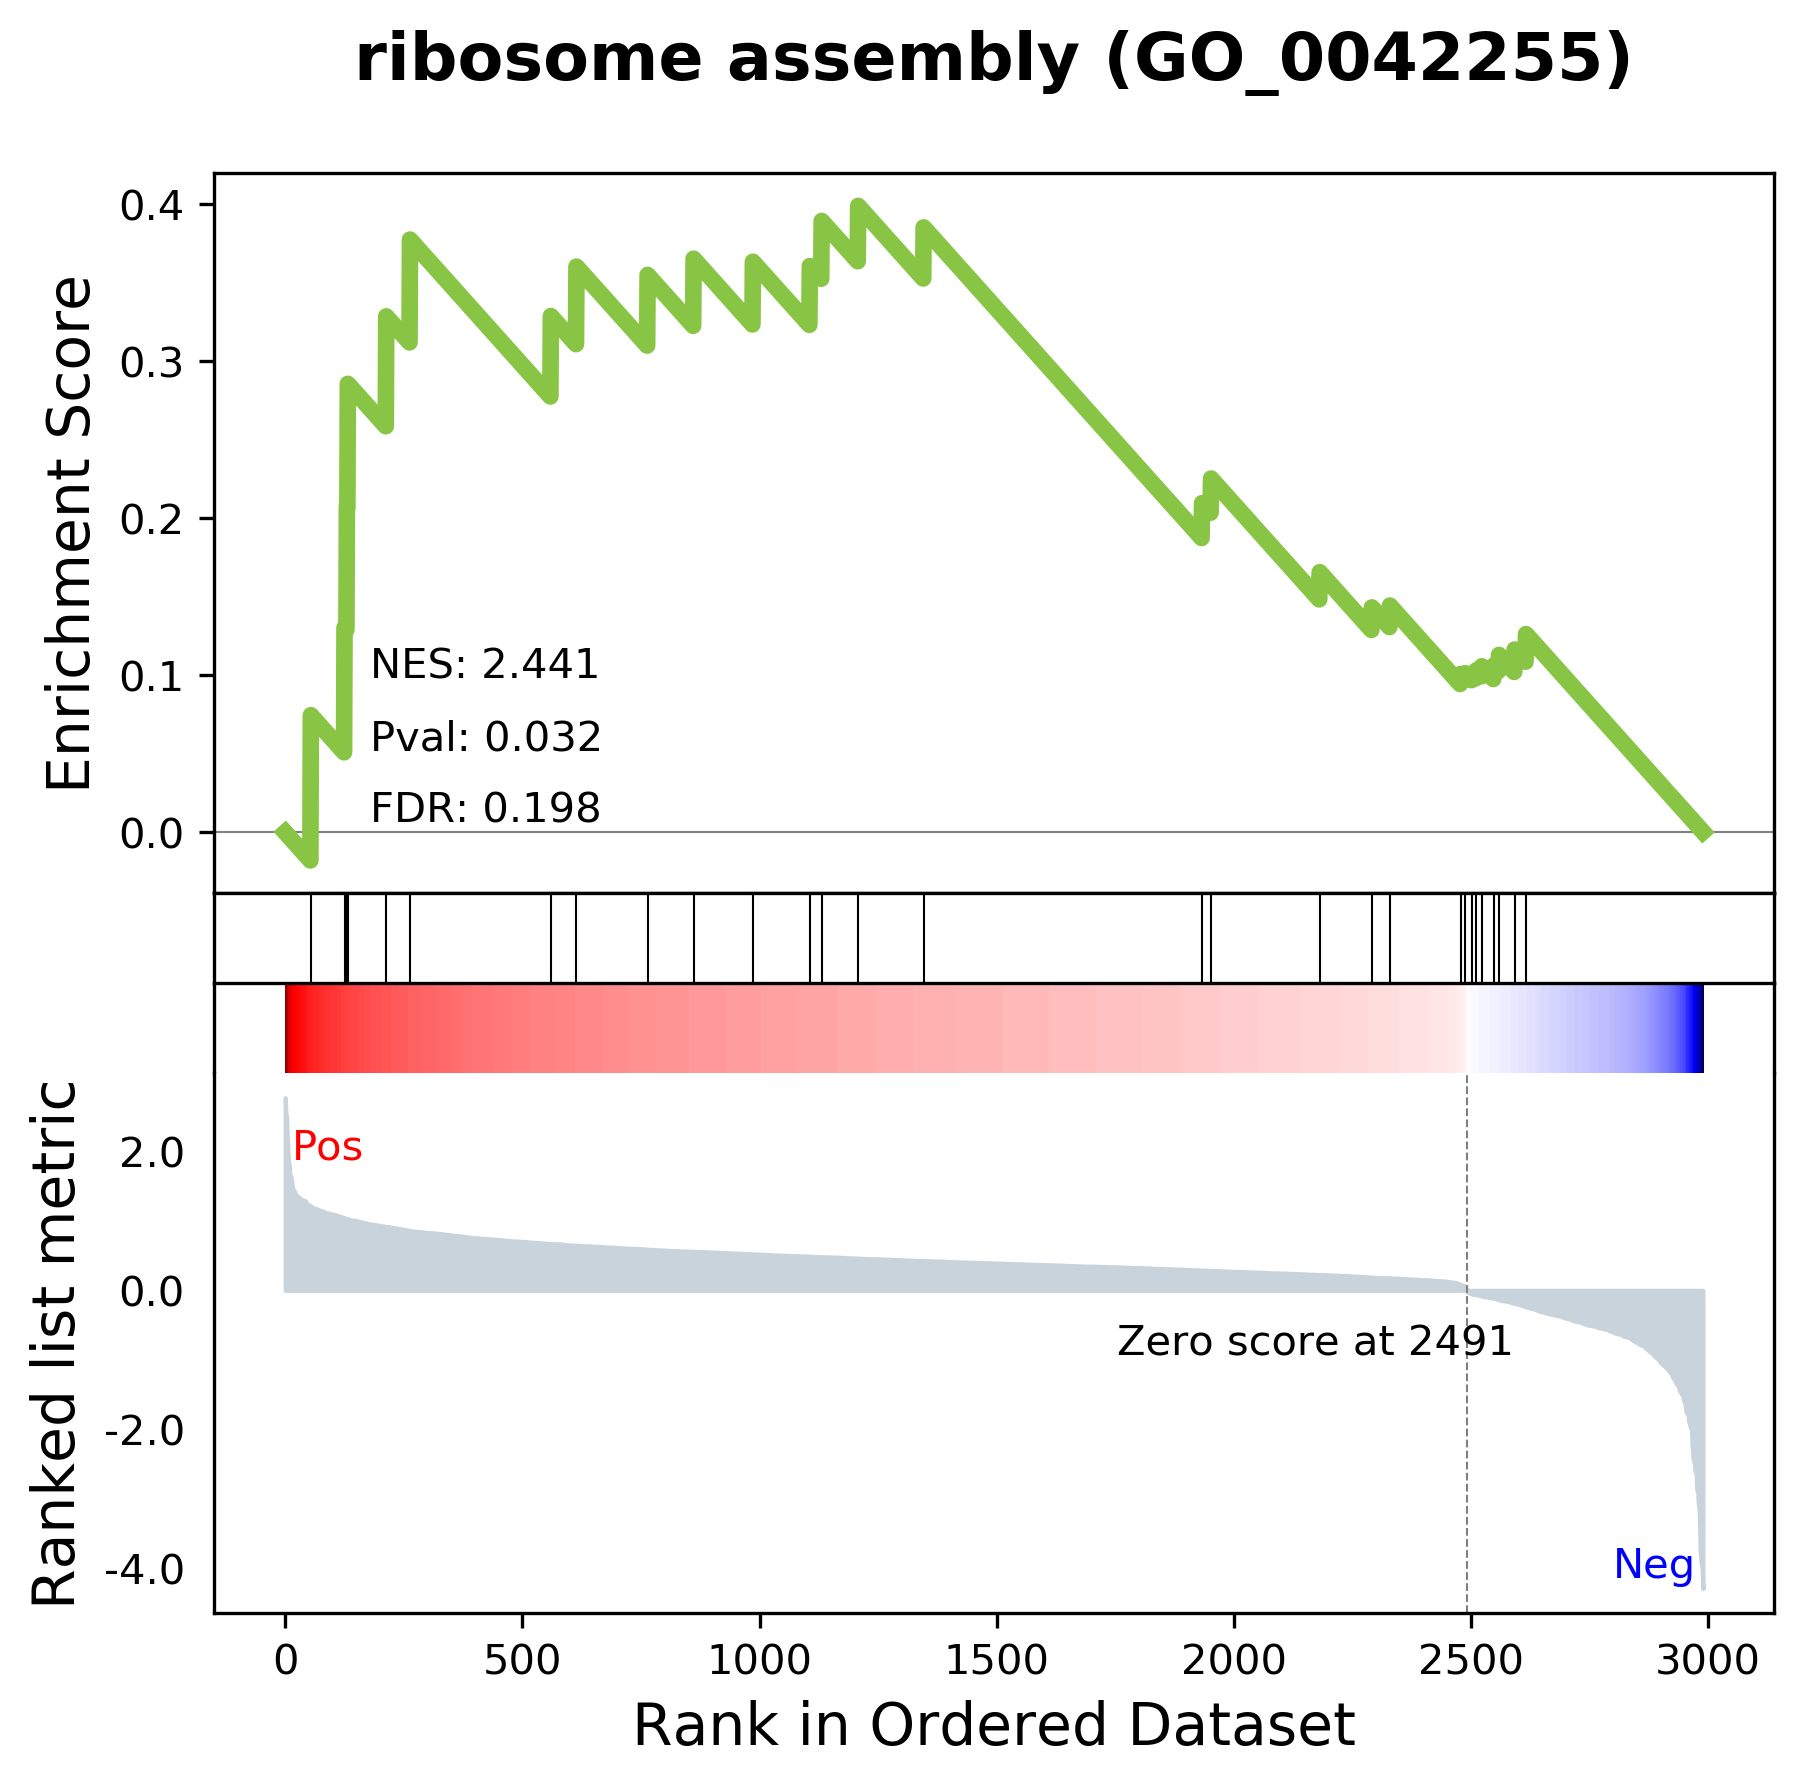 ribosome assembly (GO_0042255)
Enrichment Score
0.4
0.3
0.2
0.1
0.0
NES: 2.441
Pval: 0.032
FDR: 0.198
Ranked list metric
2.0
0.0
-2.0
-4.0
Pos
Zero score at 2491
Neg
0 500 1000 1500 2000 2500 3000
Rank in Ordered Dataset